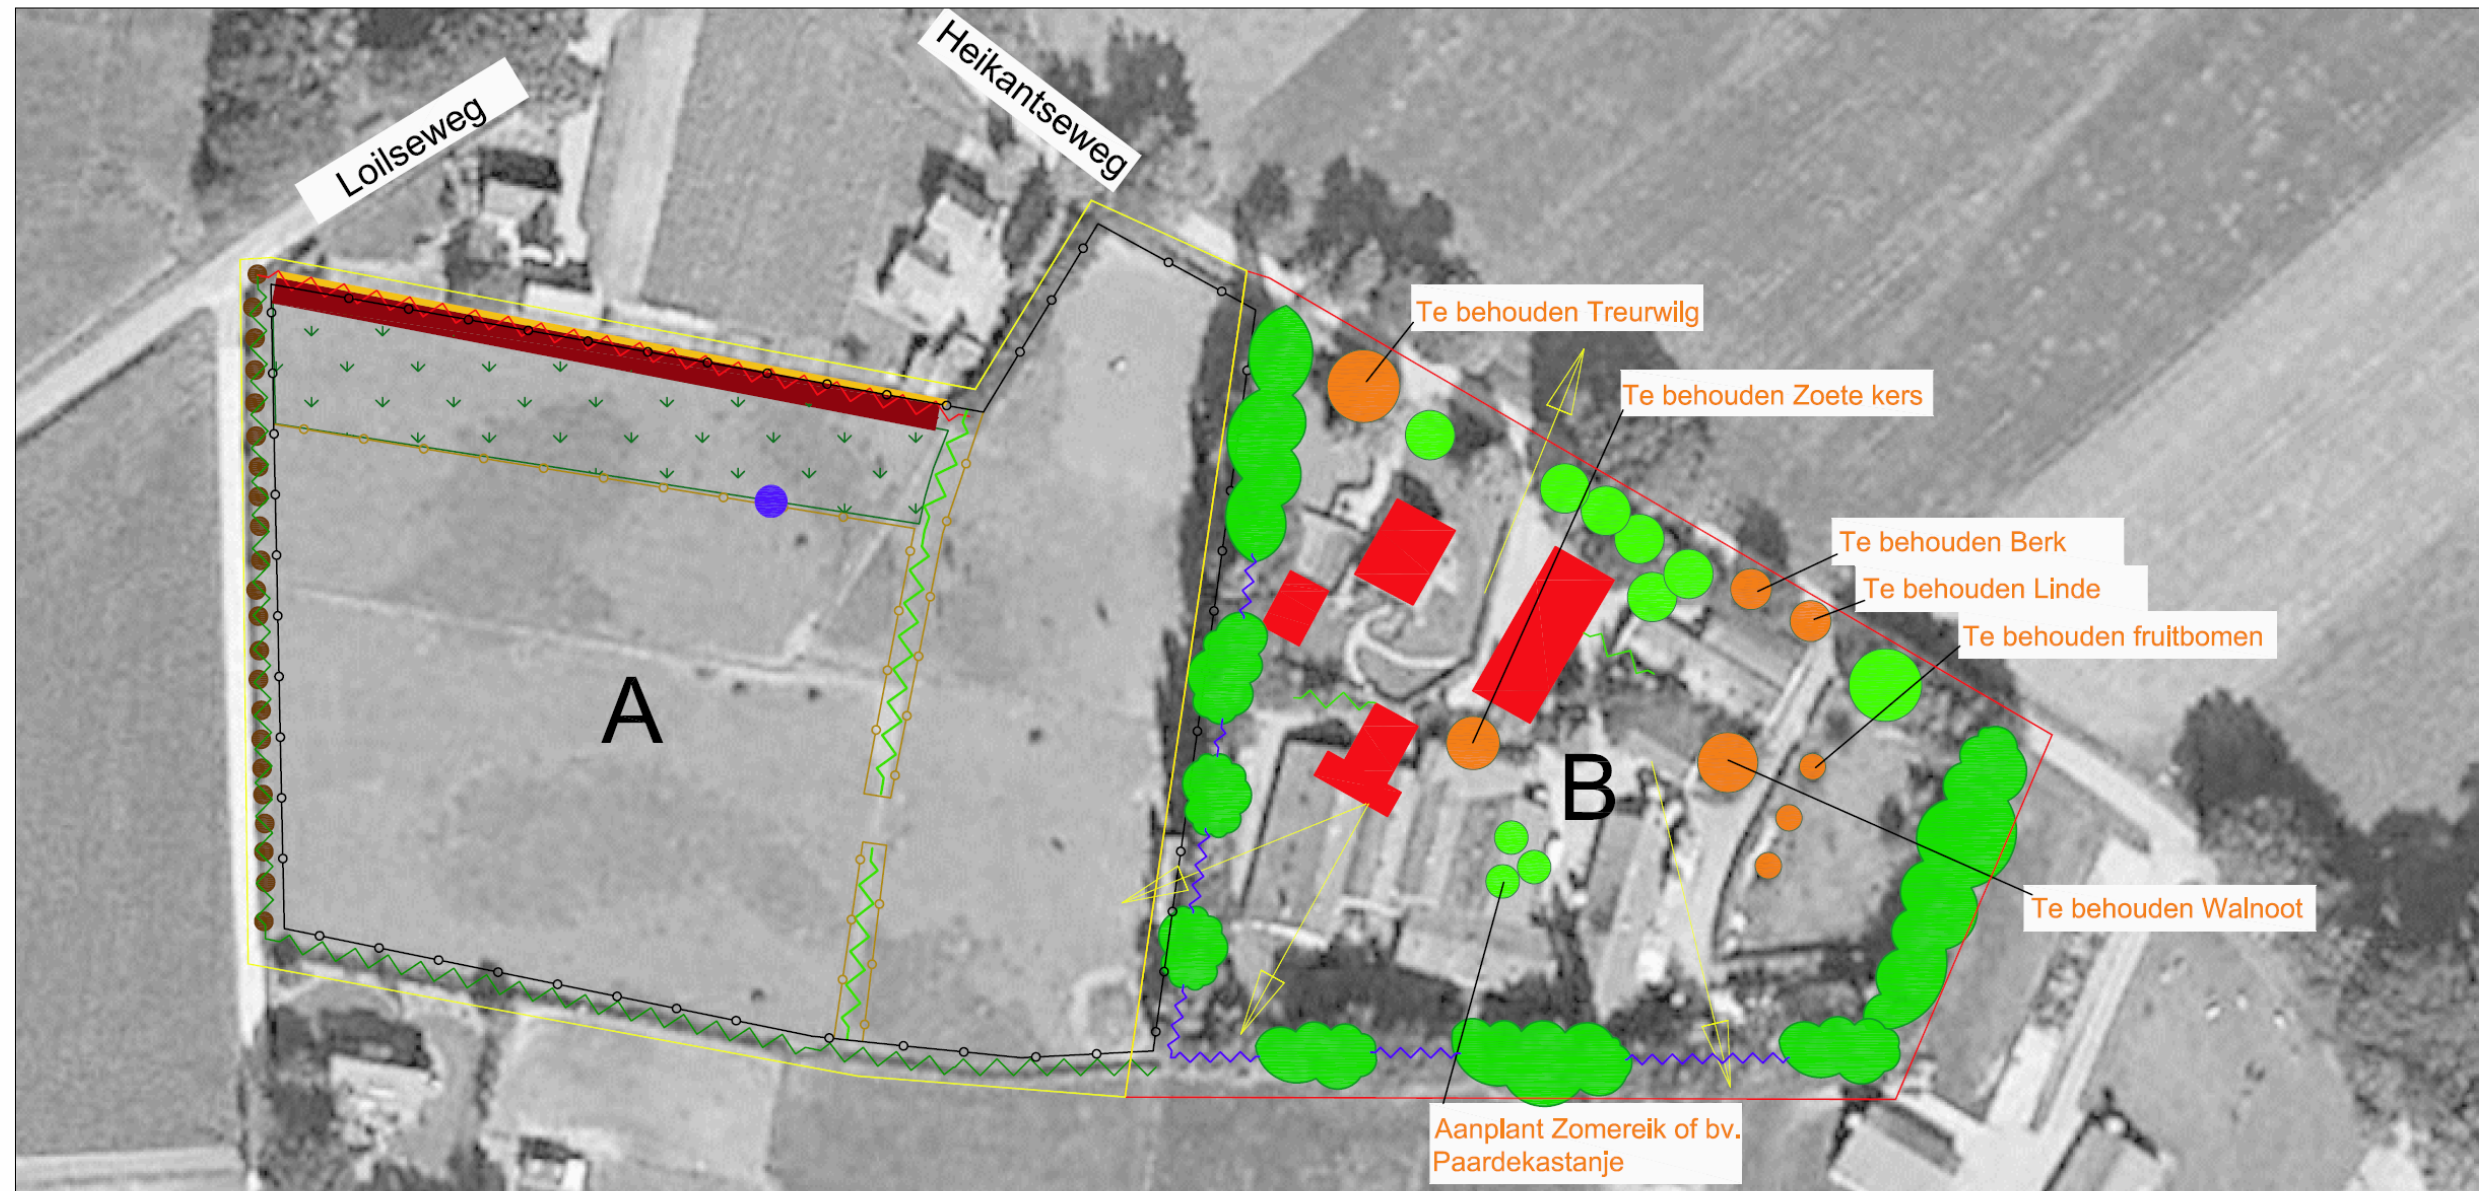 Loilseweg
Heikantseweg
Te behouden Treurwilg
Te behouden Zoete kers
Te behouden Berk
Te behouden Linde
Te behouden fruitbomen
A
B
Te behouden Walnoot
Aanplant Zomereik of bv.
Paardekastanje